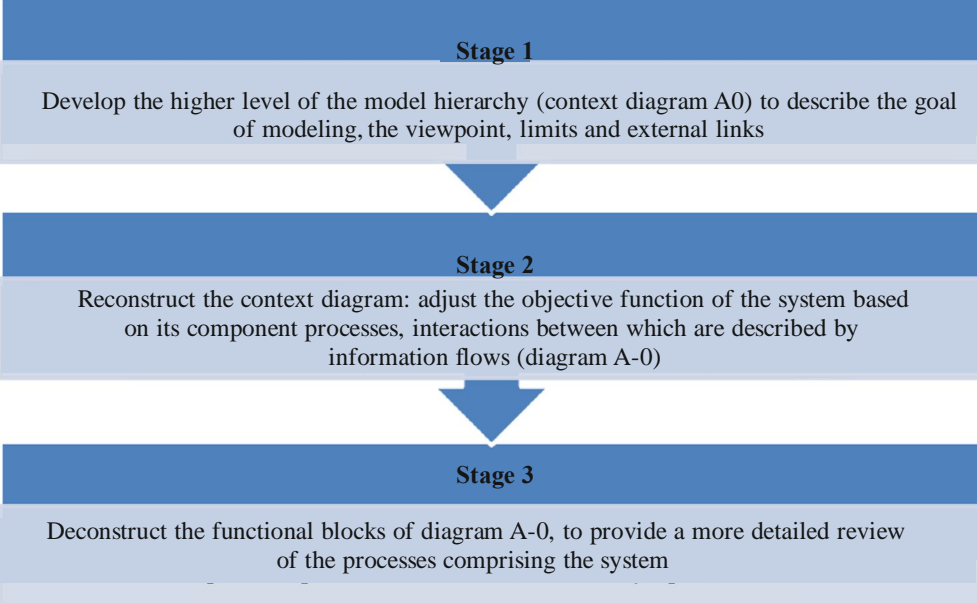 Stage 1
Develop the higher level of the model hierarchy (context diagram A0) to describe the goal
of modeling, the viewpoint, limits and external links
Stage 2
Reconstruct the context diagram: adjust the objective function of the system based
on its component processes, interactions between which are described by
information flows (diagram A-0)
Stage 3
Deconstruct the functional blocks of diagram A-0, to provide a more detailed review
of the processes comprising the system